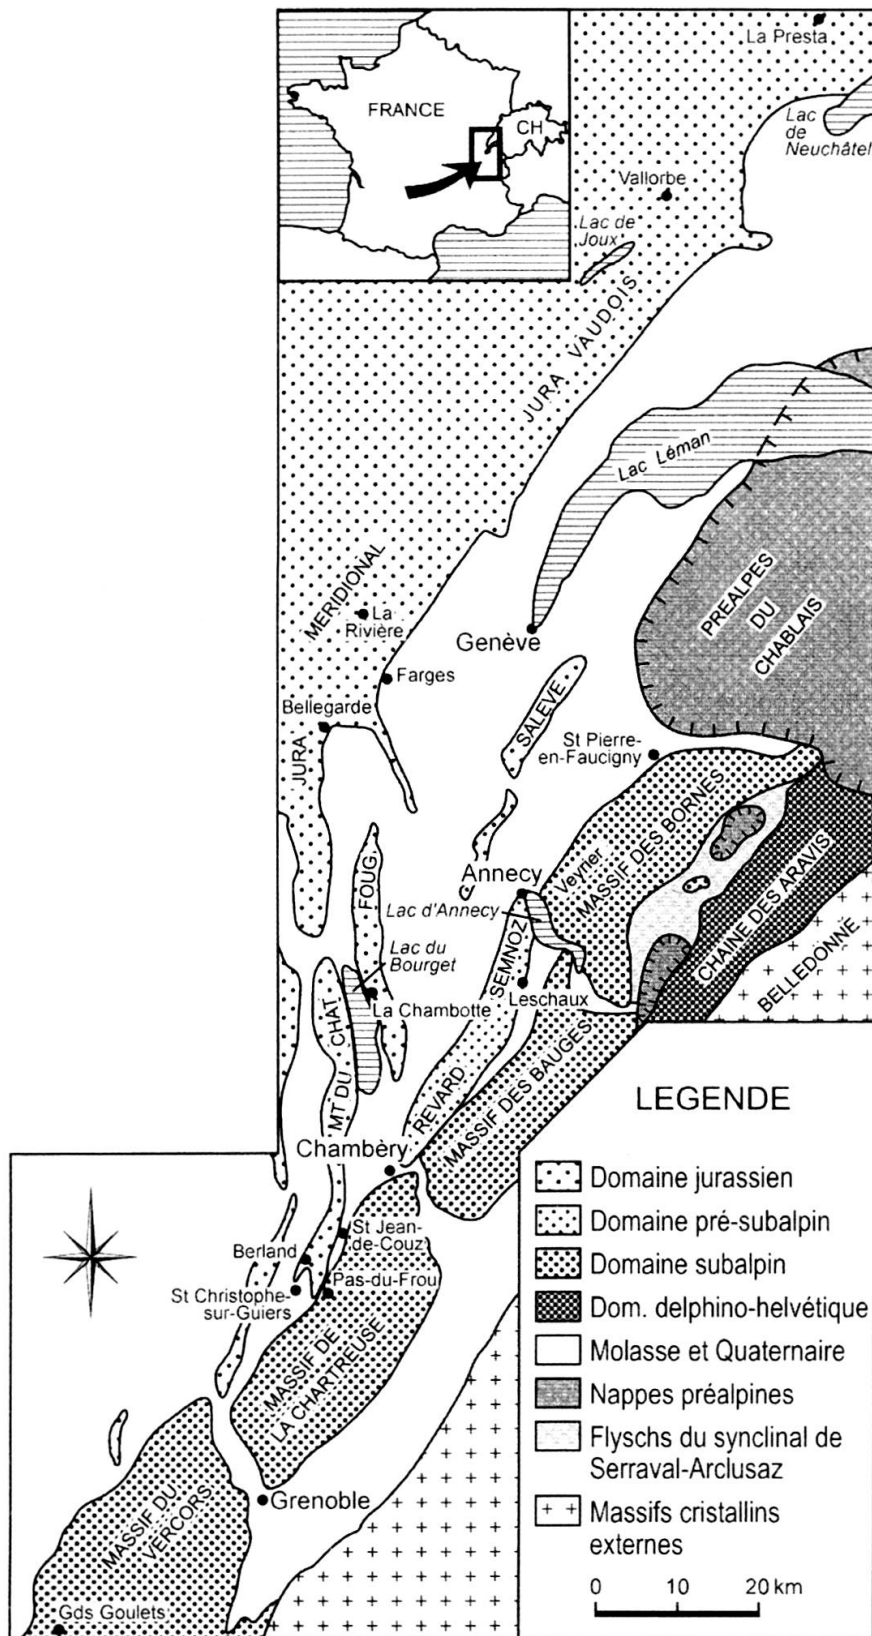 La Presta
FRANCE
CH
Lac
de
Neuchâtel
Vallorbe
Lac de
Joux
JURA VAUDOIS
Lac Léman
PREALPES
DU
CHABLAIS
MERIDIONAL
La
Rivière
Genève
Farges
SALEVE
Bellegarde
JURA
St Pierre-
en-Faucigny
Veyrier
MASSIF DES BORNES
Annecy
FOUG.
Lac d'Annecy
CHAINE DES ARAVIS
Lac du
Bourget
SEMNOZ
BELLEDONNE
Leschaux
La Chambotte
MT DU CHAT
REVARD
MASSIF DES BAUGES
Chambèry
St Jean-
de-Couz
Berland
Pas-du-Frou
St Christophe-
sur-Guiers
MASSIF DE
LA CHARTREUSE
Grenoble
MASSIF DU
VERCORS
Gds Goulets
LEGENDE
Domaine jurassien
Domaine pré-subalpin
Domaine subalpin
Dom. delphino-helvétique
Molasse et Quaternaire
Nappes préalpines
Flyschs du synclinal de
Serraval-Arclusaz
Massifs cristallins
externes
0 10 20 km